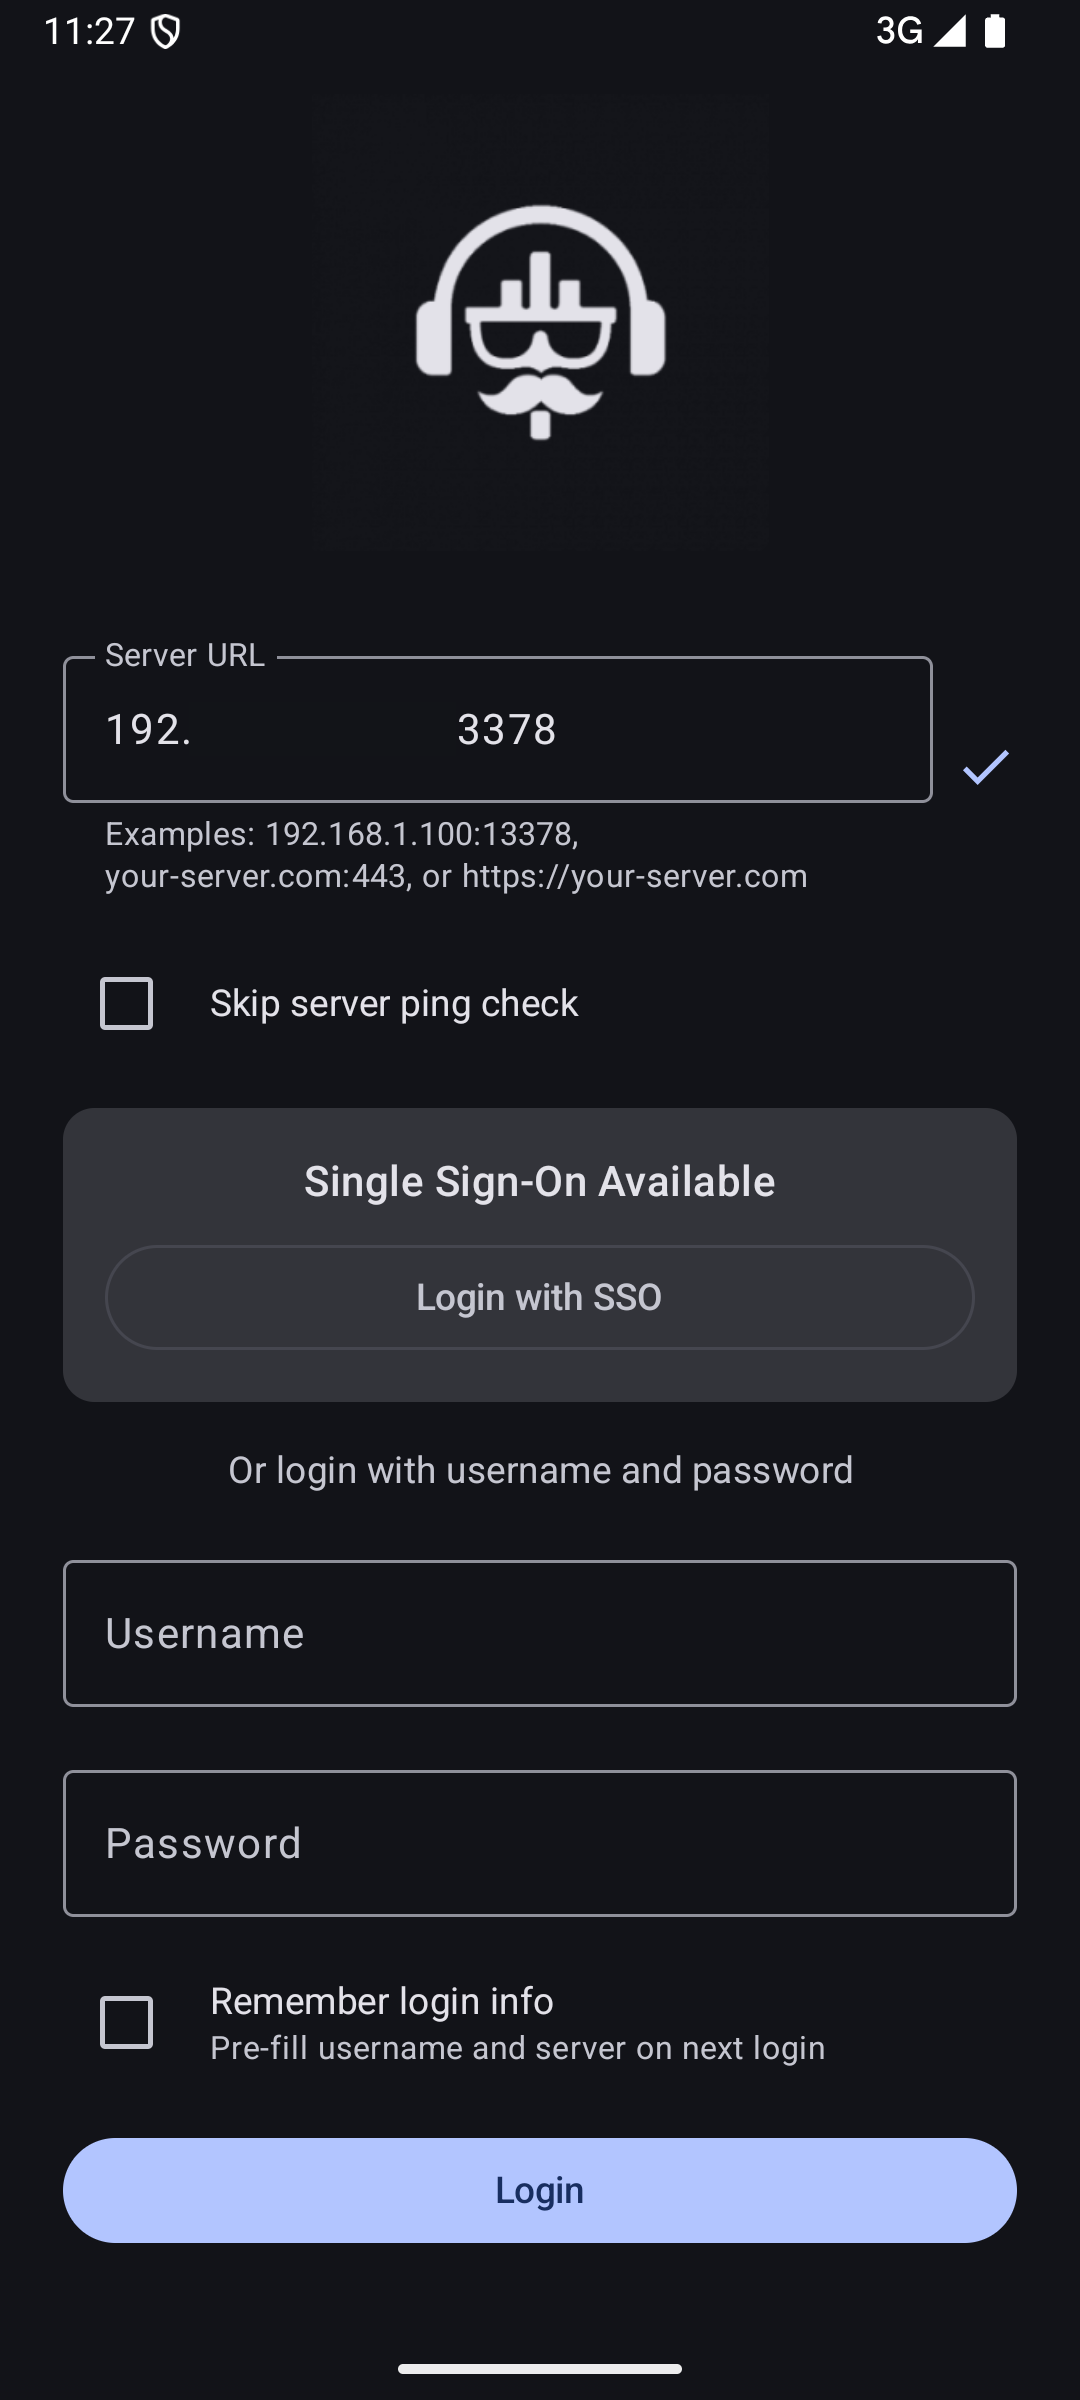 11:27
3G
Server URL
192. 3378
Examples: 192.168.1.100:13378,
your-server.com:443, or https://your-server.com
Skip server ping check
Single Sign-On Available
Login with SSO
Or login with username and password
Username
Password
Remember login info
Pre-fill username and server on next login
Login